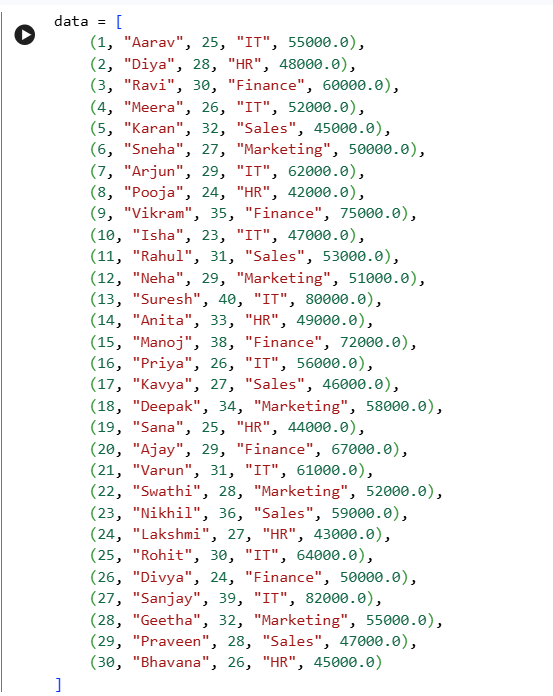 data = [
(1, "Aarav", 25, "IT", 55000.0),
(2, "Diya", 28, "HR", 48000.0),
(3, "Ravi", 30, "Finance", 60000.0),
(4, "Meera", 26, "IT", 52000.0),
(5, "Karan", 32, "Sales", 45000.0),
(6, "Sneha", 27, "Marketing", 50000.0),
(7, "Arjun", 29, "IT", 62000.0),
(8, "Pooja", 24, "HR", 42000.0),
(9, "Vikram", 35, "Finance", 75000.0),
(10, "Isha", 23, "IT", 47000.0),
(11, "Rahul", 31, "Sales", 53000.0),
(12, "Neha", 29, "Marketing", 51000.0),
(13, "Suresh", 40, "IT", 80000.0),
(14, "Anita", 33, "HR", 49000.0),
(15, "Manoj", 38, "Finance", 72000.0),
(16, "Priya", 26, "IT", 56000.0),
(17, "Kavya", 27, "Sales", 46000.0),
(18, "Deepak", 34, "Marketing", 58000.0),
(19, "Sana", 25, "HR", 44000.0),
(20, "Ajay", 29, "Finance", 67000.0),
(21, "Varun", 31, "IT", 61000.0),
(22, "Swathi", 28, "Marketing", 52000.0),
(23, "Nikhil", 36, "Sales", 59000.0),
(24, "Lakshmi", 27, "HR", 43000.0),
(25, "Rohit", 30, "IT", 64000.0),
(26, "Divya", 24, "Finance", 50000.0),
(27, "Sanjay", 39, "IT", 82000.0),
(28, "Geetha", 32, "Marketing", 55000.0),
(29, "Praveen", 28, "Sales", 47000.0),
(30, "Bhavana", 26, "HR", 45000.0)
]